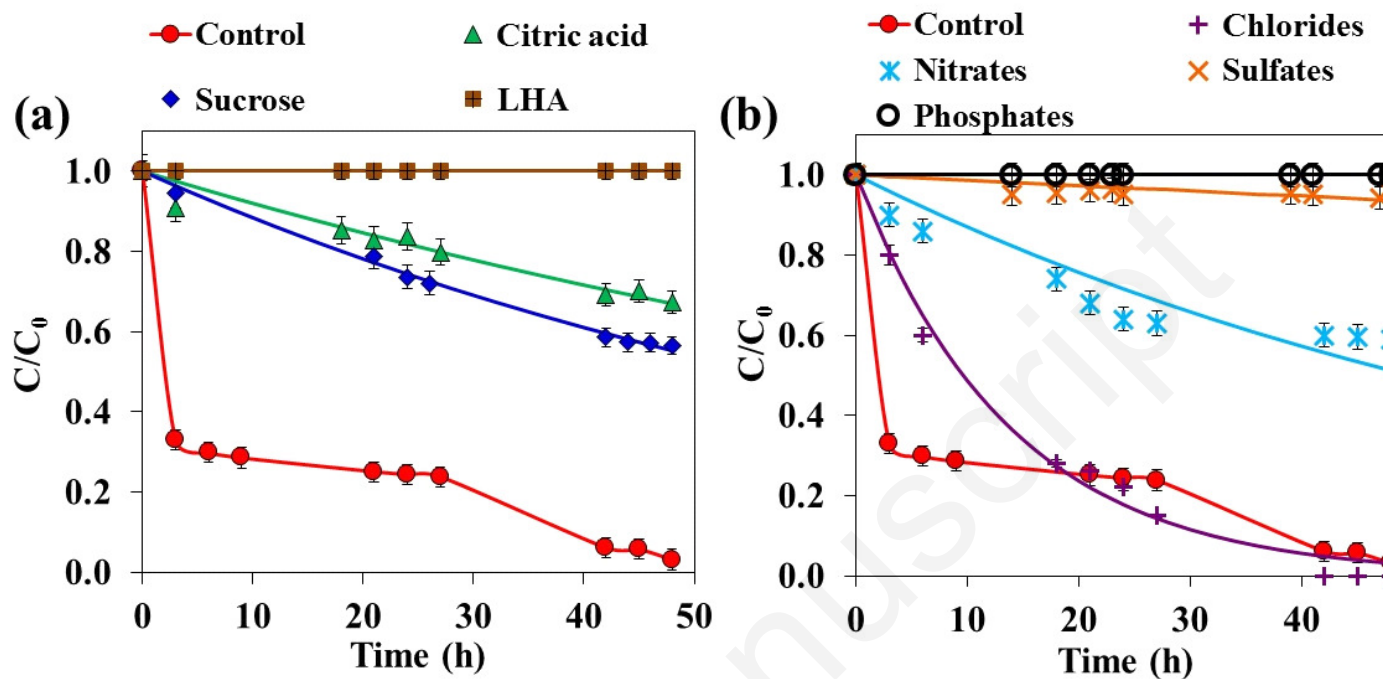 Control
Citric acid
Sucrose
LHA
(a)
1.0
0.8
0.6
0.4
0.2
0.0
C/C0
0 10 20 30 40 50
Time (h)
Control
Chlorides
Nitrates
Sulfates
Phosphates
(b)
1.0
0.8
0.6
0.4
0.2
0.0
C/C0
0 10 20 30 40
Time (h)
nuscript